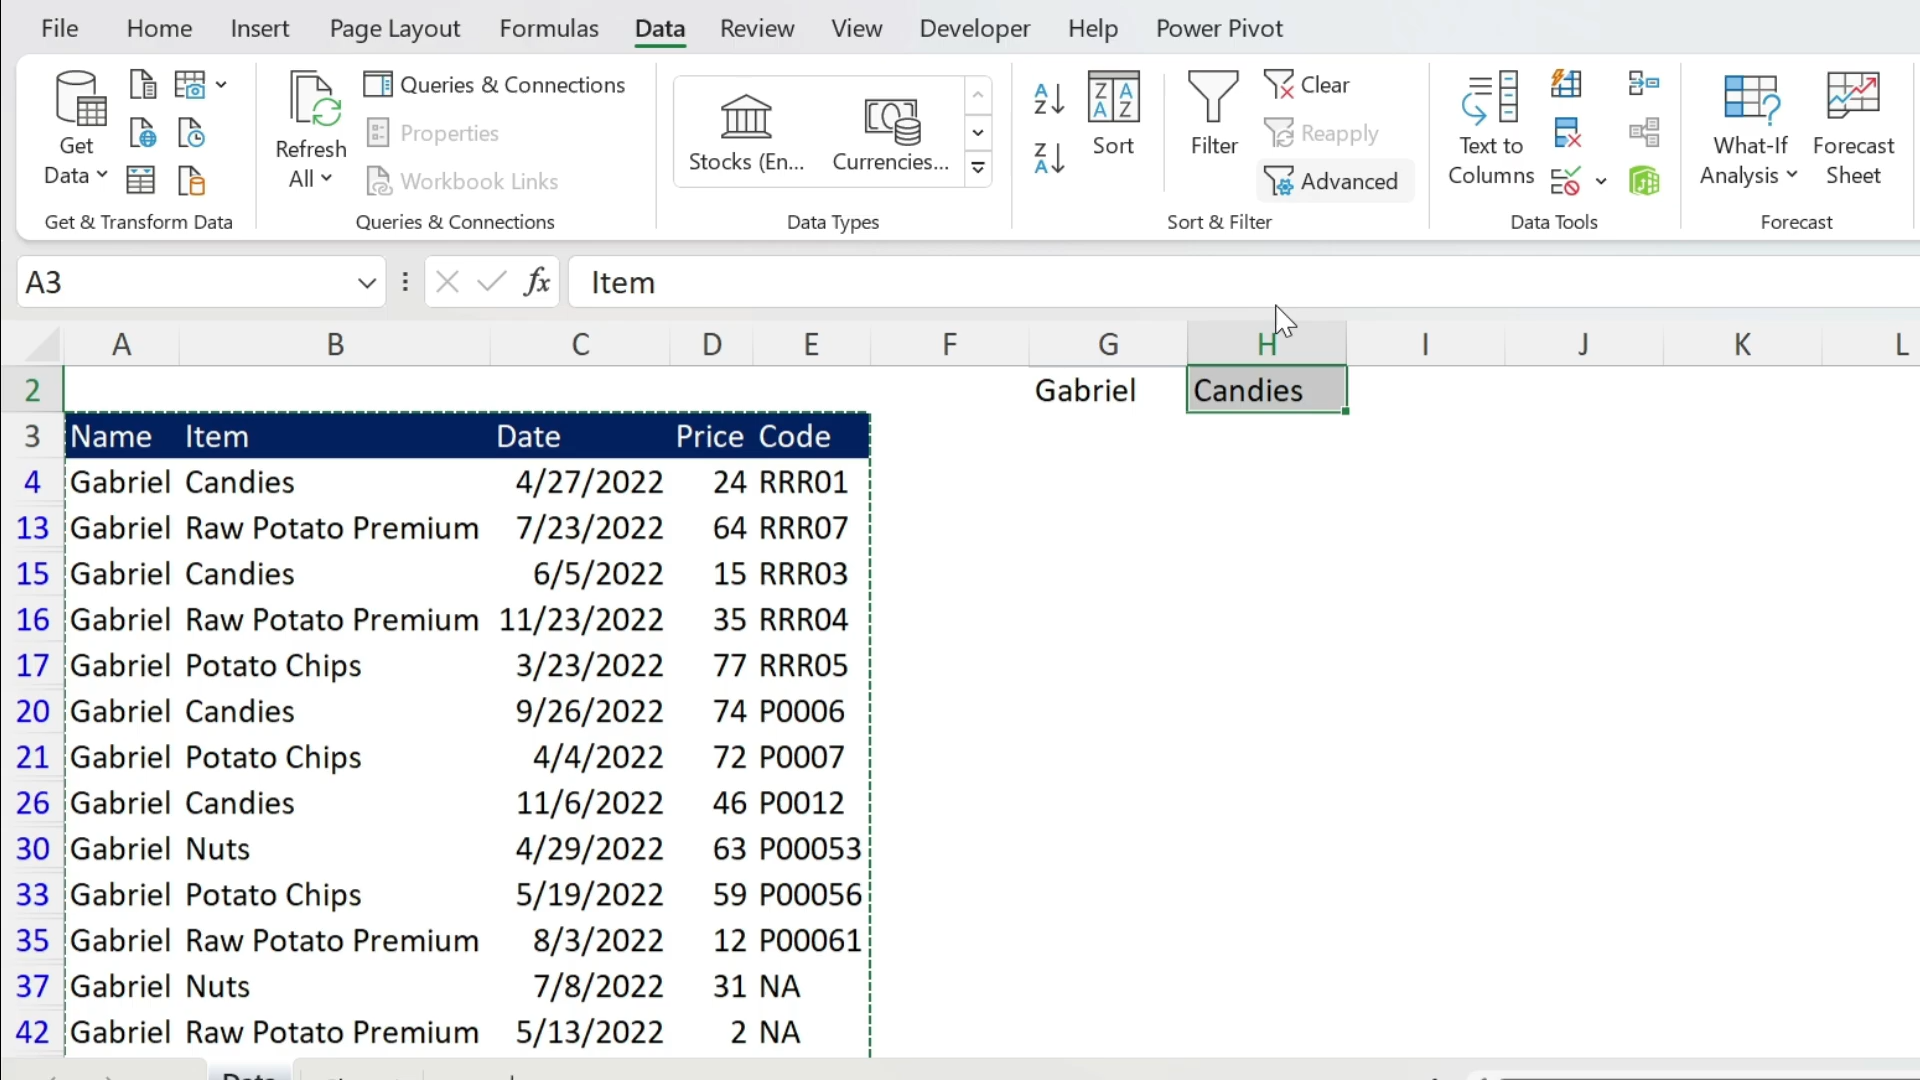 File Home Insert Page Layout Formulas Data Review View Developer Help Power Pivot
Get Data
Refresh All
Queries & Connections
Properties
Workbook Links
Stocks (En... Currencies...
A Z
Z A
Z A A Z
Sort
Filter
Clear
Reapply
Advanced
Text to Columns
What-If Analysis
Forecast Sheet
Get & Transform Data Queries & Connections Data Types Sort & Filter Data Tools Forecast
A3 fx Item
A B C D E F G H I J K L
2 Gabriel Candies
3 Name Item Date Price Code
4 Gabriel Candies 4/27/2022 24 RRR01
13 Gabriel Raw Potato Premium 7/23/2022 64 RRR07
15 Gabriel Candies 6/5/2022 15 RRR03
16 Gabriel Raw Potato Premium 11/23/2022 35 RRR04
17 Gabriel Potato Chips 3/23/2022 77 RRR05
20 Gabriel Candies 9/26/2022 74 P0006
21 Gabriel Potato Chips 4/4/2022 72 P0007
26 Gabriel Candies 11/6/2022 46 P0012
30 Gabriel Nuts 4/29/2022 63 P00053
33 Gabriel Potato Chips 5/19/2022 59 P00056
35 Gabriel Raw Potato Premium 8/3/2022 12 P00061
37 Gabriel Nuts 7/8/2022 31 NA
42 Gabriel Raw Potato Premium 5/13/2022 2 NA
Data